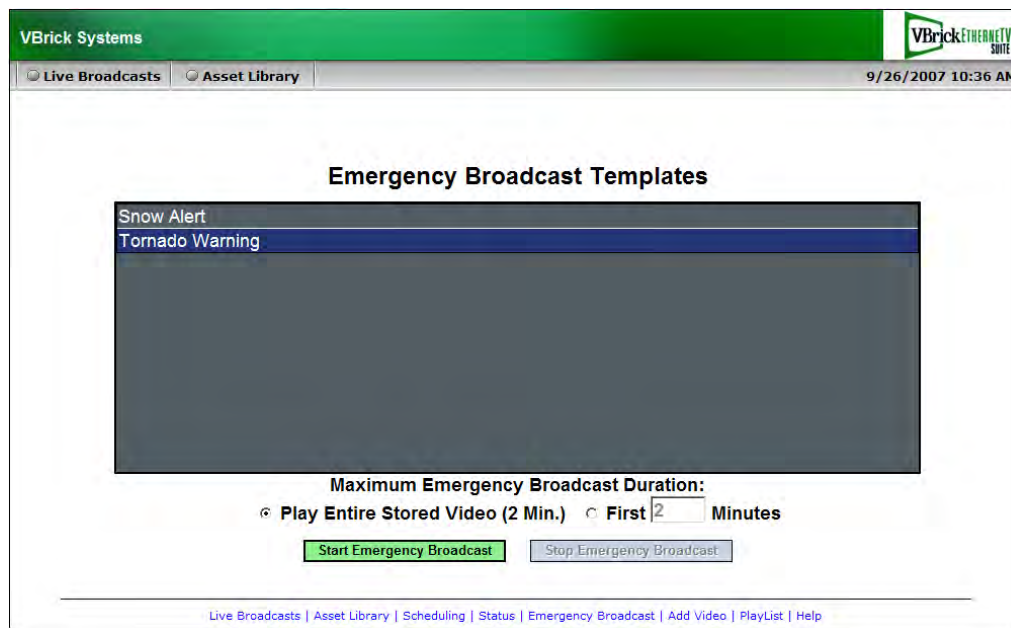 VBrick Systems
VBrick ETHERNETV SUITE
Live Broadcasts Asset Library 9/26/2007 10:36 AM
Emergency Broadcast Templates
Snow Alert
Tornado Warning
Maximum Emergency Broadcast Duration:
Play Entire Stored Video (2 Min.) First 2 Minutes
Start Emergency Broadcast Stop Emergency Broadcast
Live Broadcasts | Asset Library | Scheduling | Status | Emergency Broadcast | Add Video | PlayList | Help